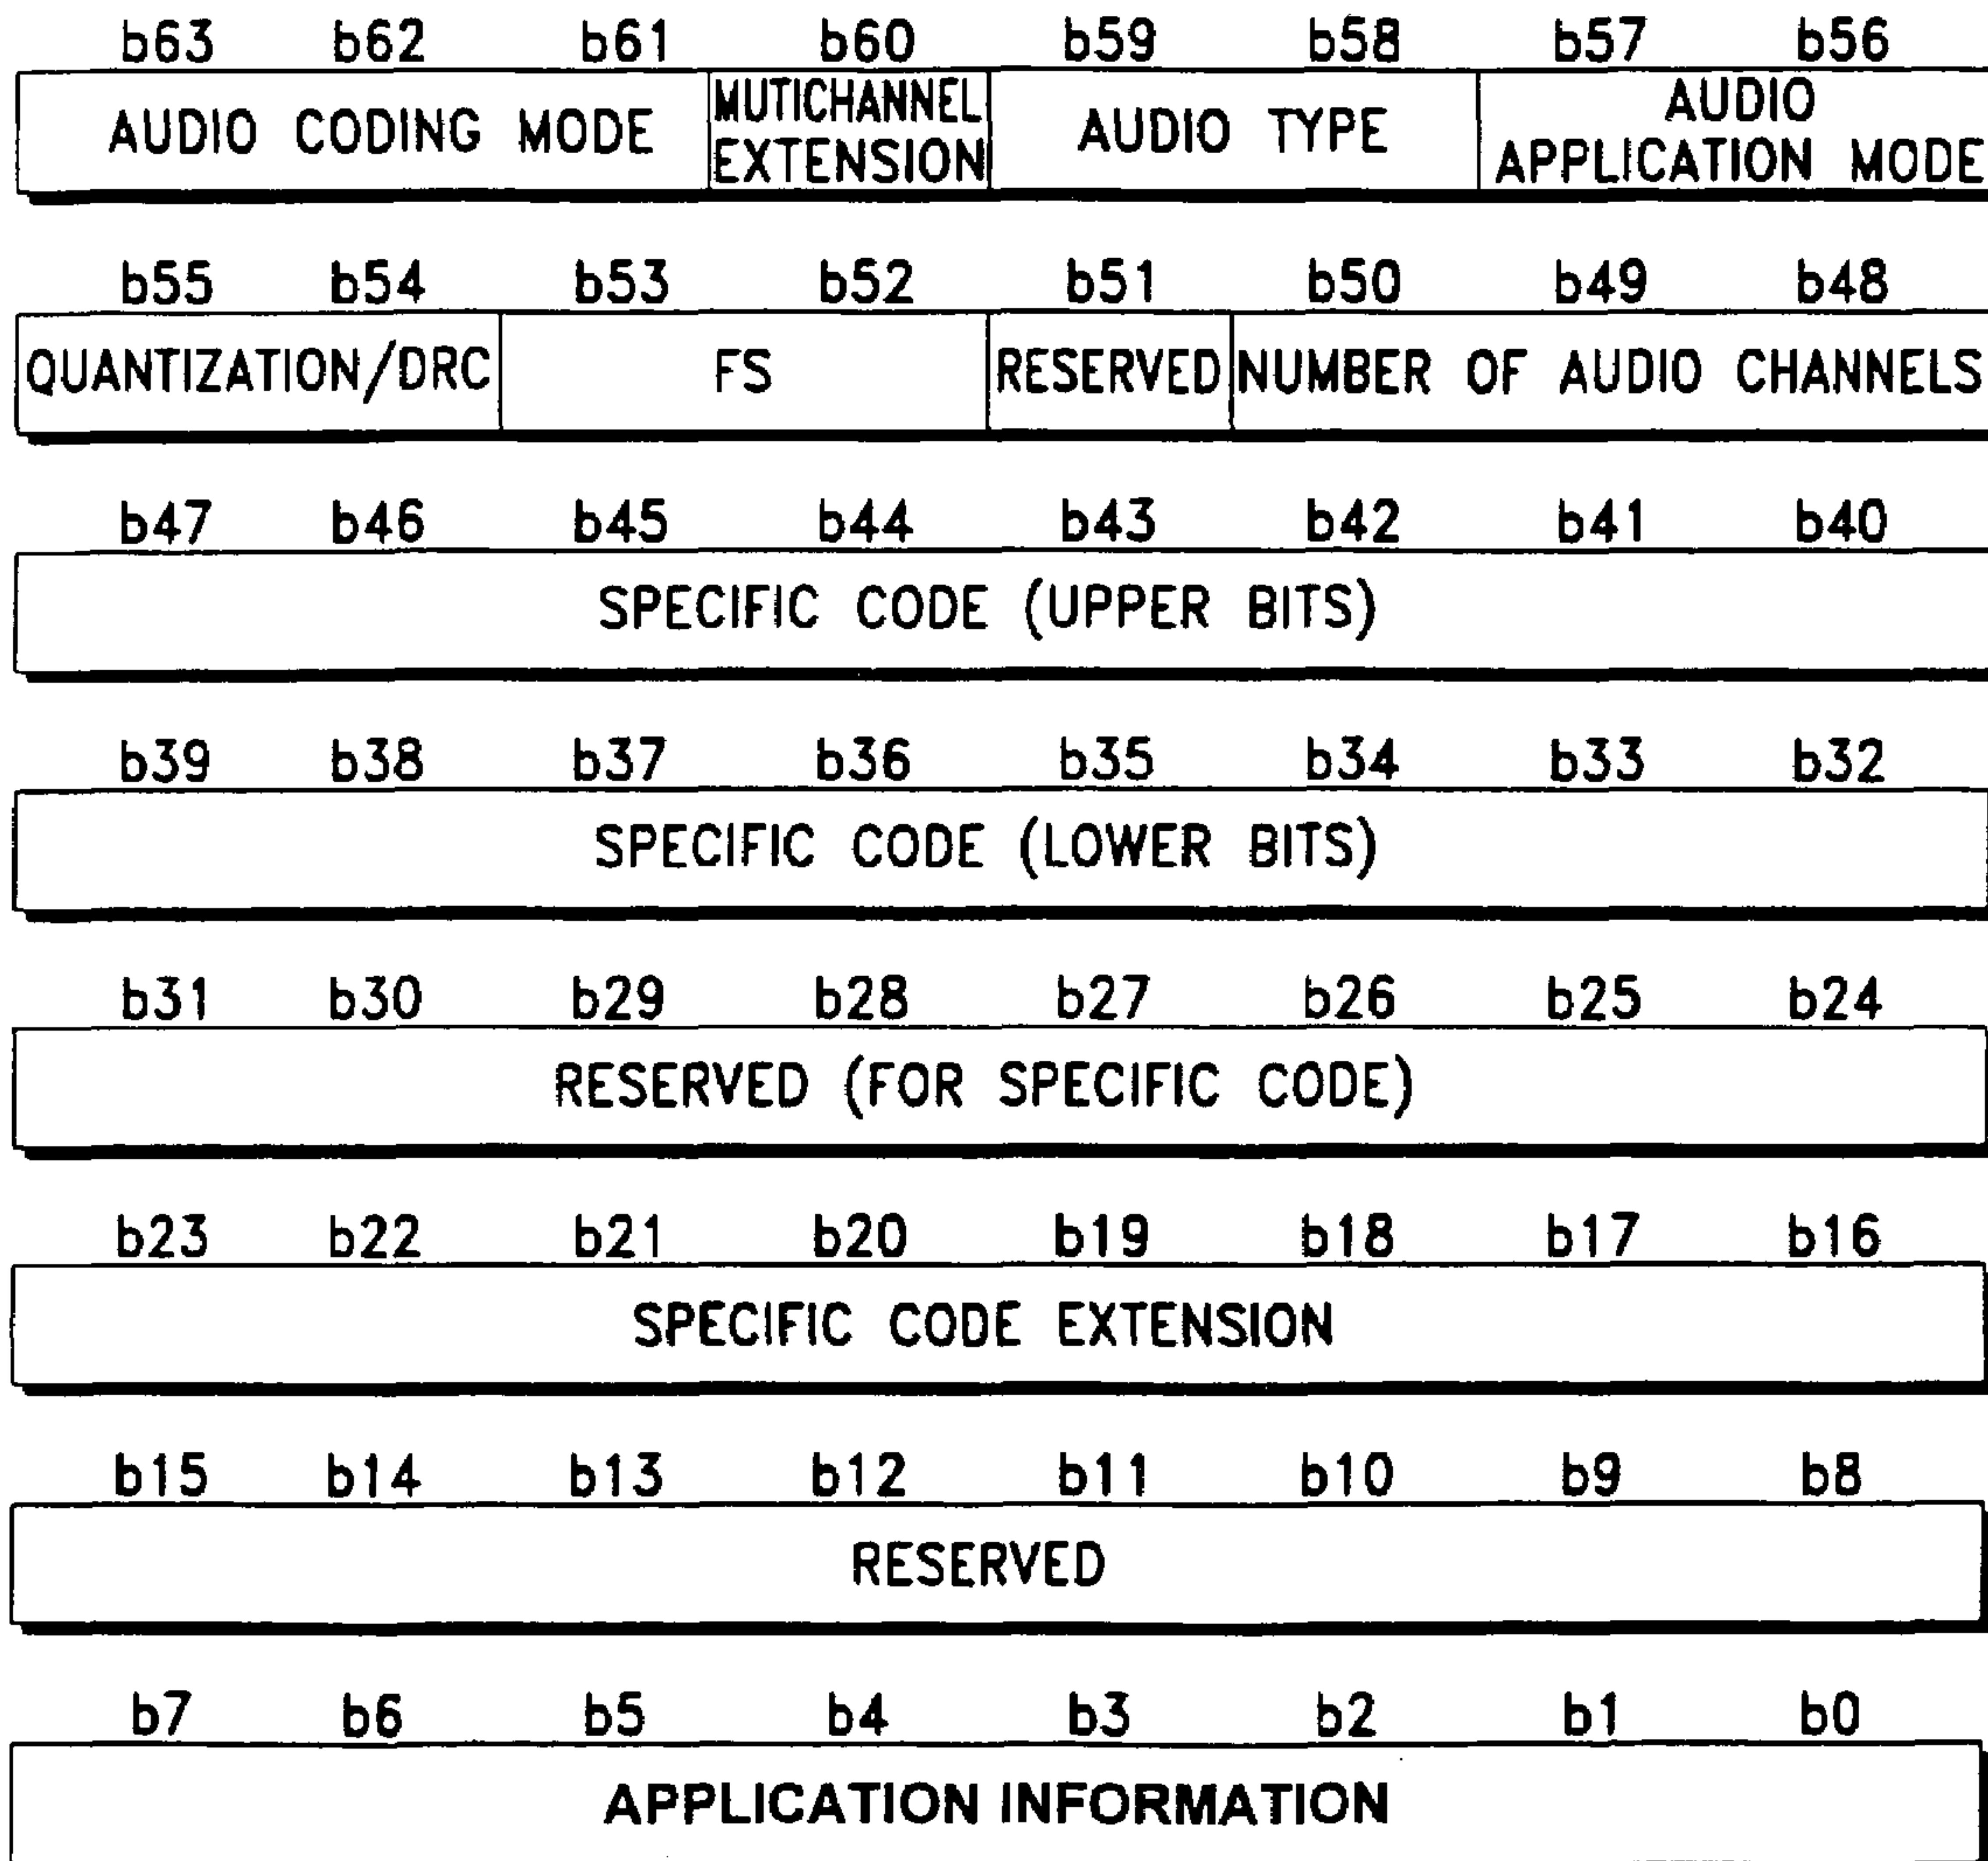 b63 b62 b61 b60 b59 b58 b57 b56
AUDIO CODING MODE
MUTICHANNEL
EXTENSION
AUDIO TYPE
AUDIO
APPLICATION MODE
b55 b54 b53 b52 b51 b50 b49 b48
QUANTIZATION/DRC FS RESERVED NUMBER OF AUDIO CHANNELS
b47 b46 b45 b44 b43 b42 b41 b40
SPECIFIC CODE (UPPER BITS)
b39 b38 b37 b36 b35 b34 b33 b32
SPECIFIC CODE (LOWER BITS)
b31 b30 b29 b28 b27 b26 b25 b24
RESERVED (FOR SPECIFIC CODE)
b23 b22 b21 b20 b19 b18 b17 b16
SPECIFIC CODE EXTENSION
b15 b14 b13 b12 b11 b10 b9 b8
RESERVED
b7 b6 b5 b4 b3 b2 b1 b0
APPLICATION INFORMATION